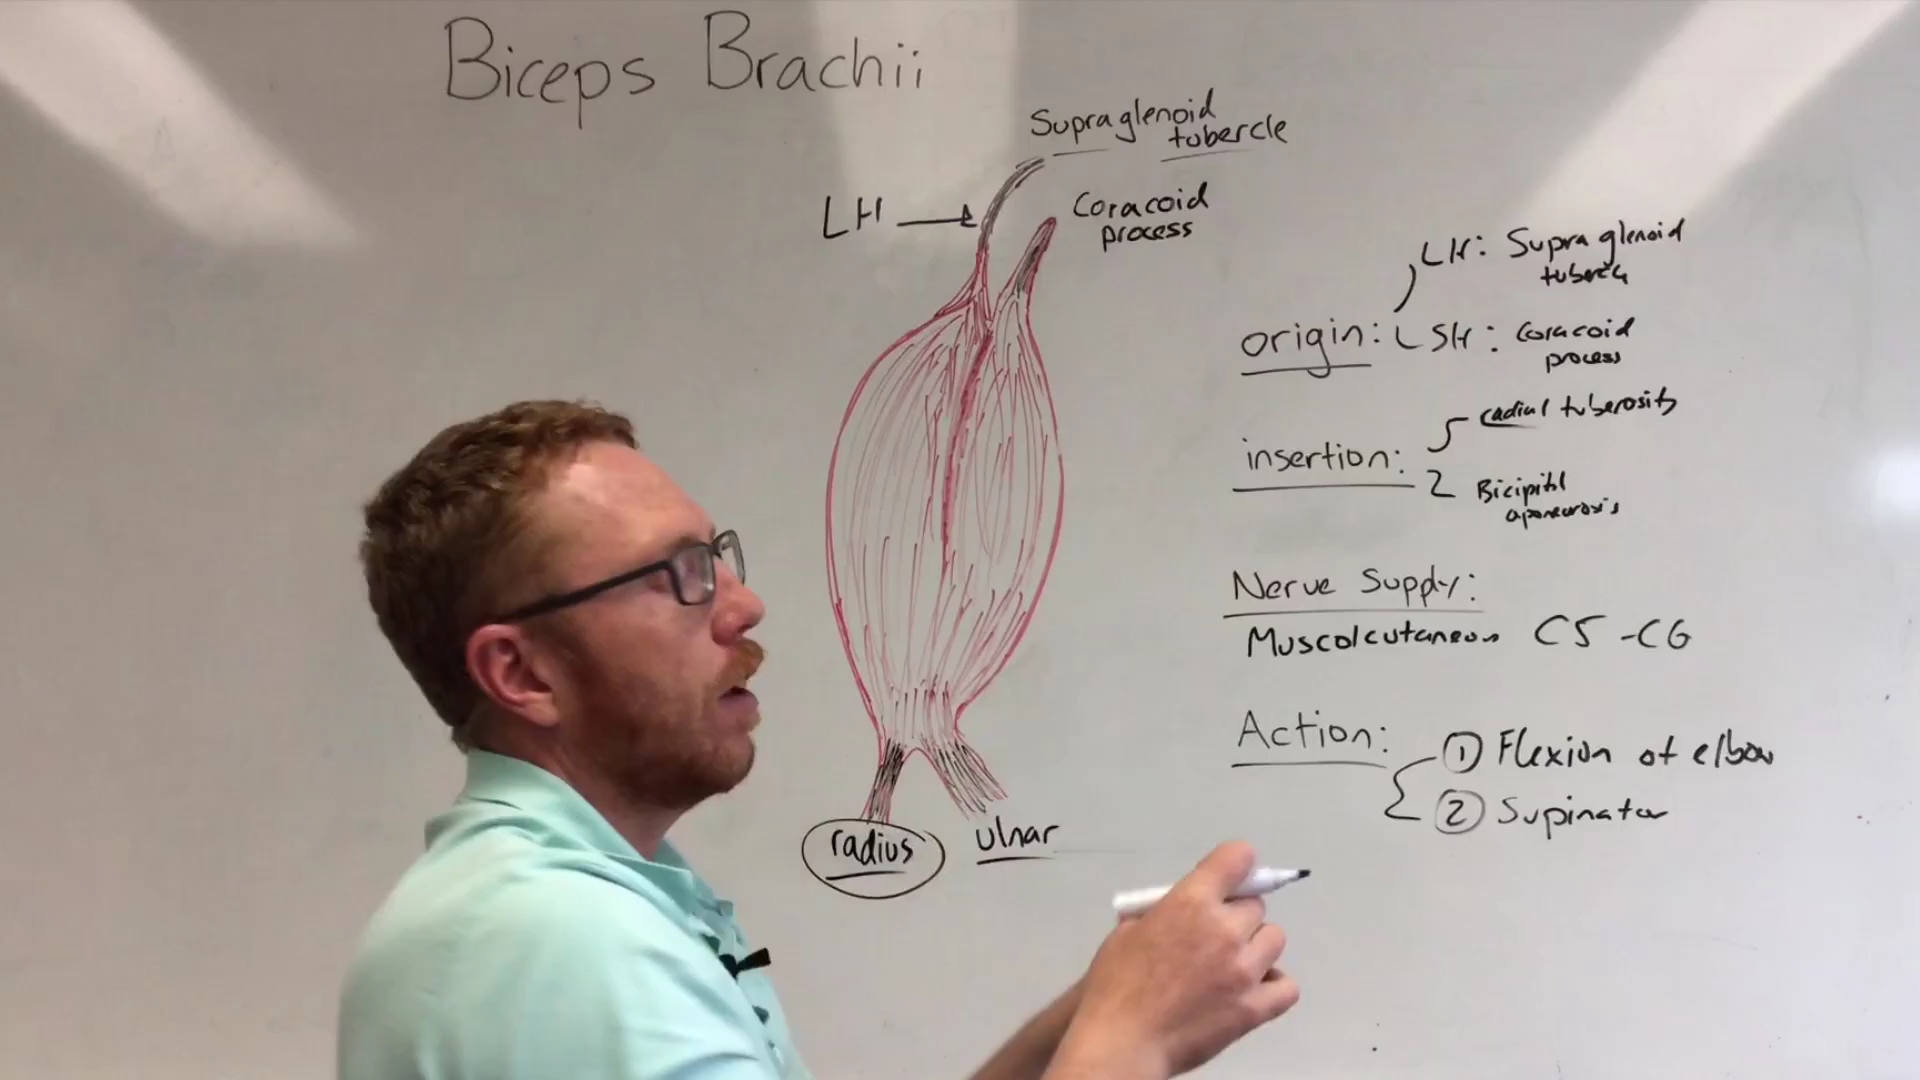 Biceps Brachii
Supraglenoid
tubercle
LH
Coracoid
process
radius
ulnar
LH: Supraglenoid
tubercle
origin: SH: Coracoid
process
insertion: radial tuberosity
Bicipital
aponeurosis
Nerve Supply:
Muscolcutaneous C5-C6
Action: ① Flexion of elbow
② Supinator